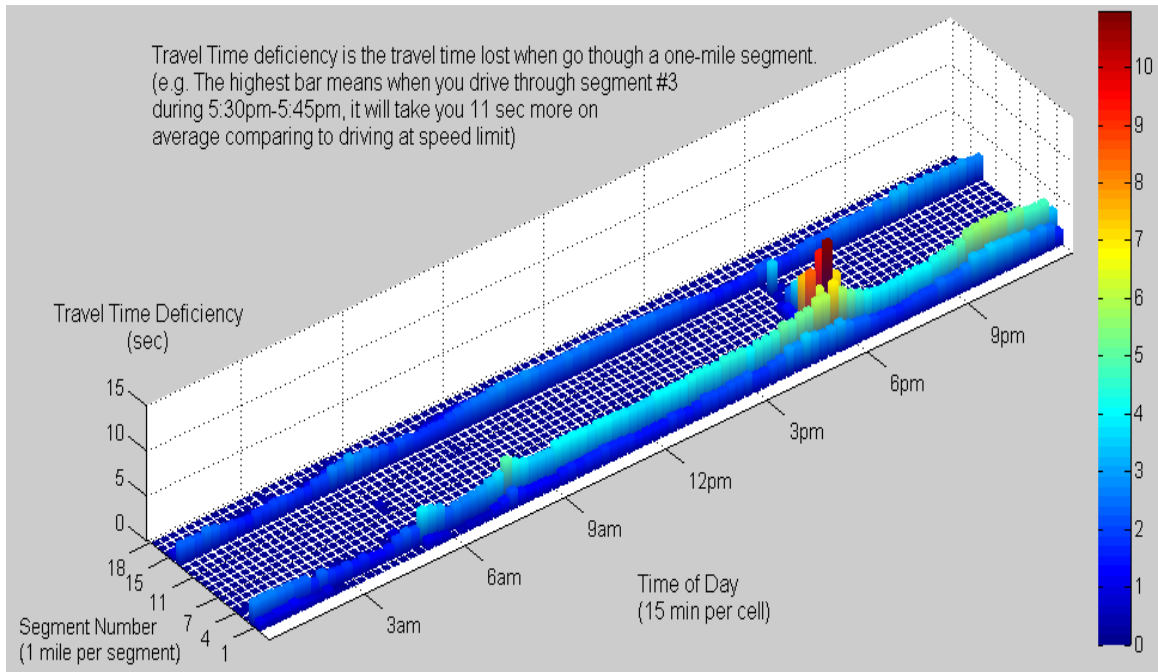 Travel Time deficiency is the travel time lost when go though a one-mile segment.
(e.g. The highest bar means when you drive through segment #3
during 5:30pm-5:45pm, it will take you 11 sec more on
average comparing to driving at speed limit)
Travel Time Deficiency
(sec)
15
10
5
0
18
15
11
7
4
1
Segment Number
(1 mile per segment)
3am
6am
9am
12pm
3pm
6pm
9pm
Time of Day
(15 min per cell)
10
9
8
7
6
5
4
3
2
1
0